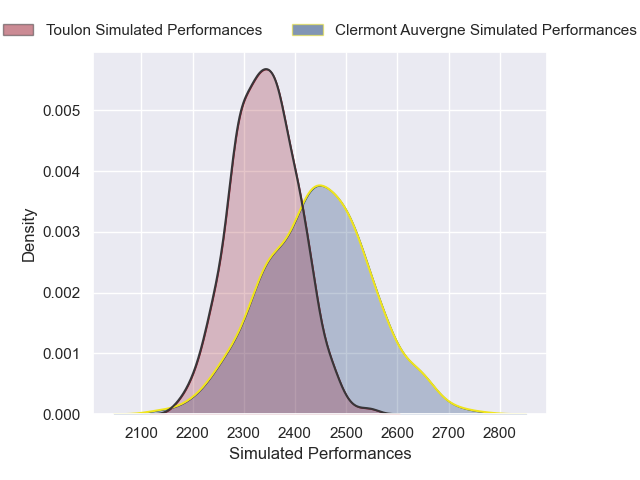 Toulon Simulated Performances
Clermont Auvergne Simulated Performances
0.005
0.004
0.003
0.002
0.001
0.000
Density
2100 2200 2300 2400 2500 2600 2700 2800
Simulated Performances